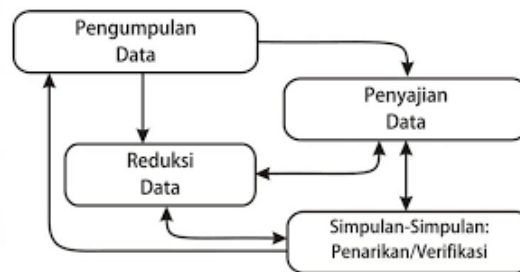 Pengumpulan
Data
Penyajian
Data
Reduksi
Data
Simpulan-Simpulan:
Penarikan/Verifikasi